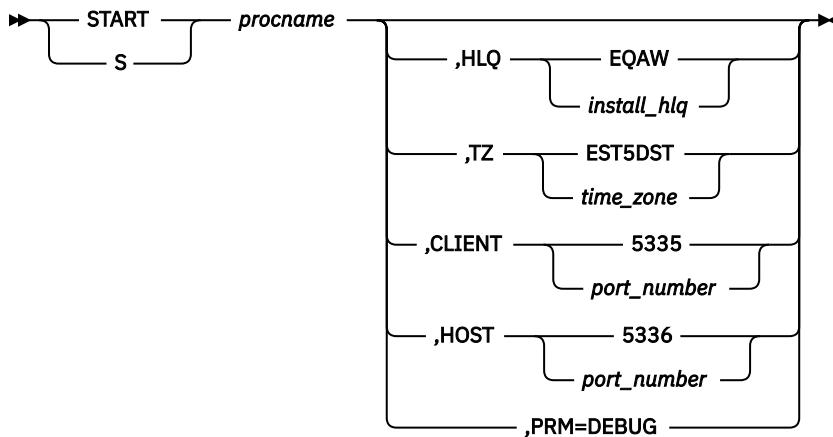 START procname
S
,HLQ EQAW
install_hlq
,TZ EST5DST
time_zone
,CLIENT 5335
port_number
,HOST 5336
port_number
,PRM=DEBUG